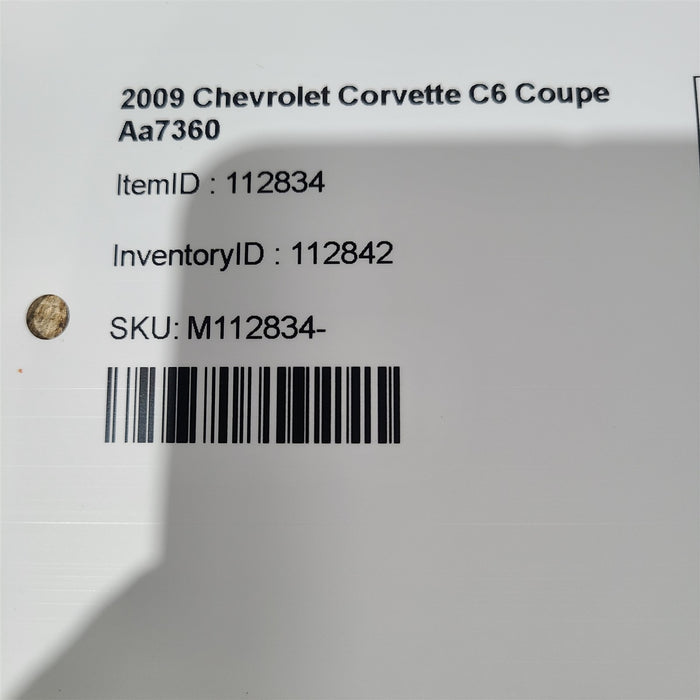 2009 Chevrolet Corvette C6 Coupe
Aa7360
ItemID : 112834
InventoryID : 112842
SKU: M112834-